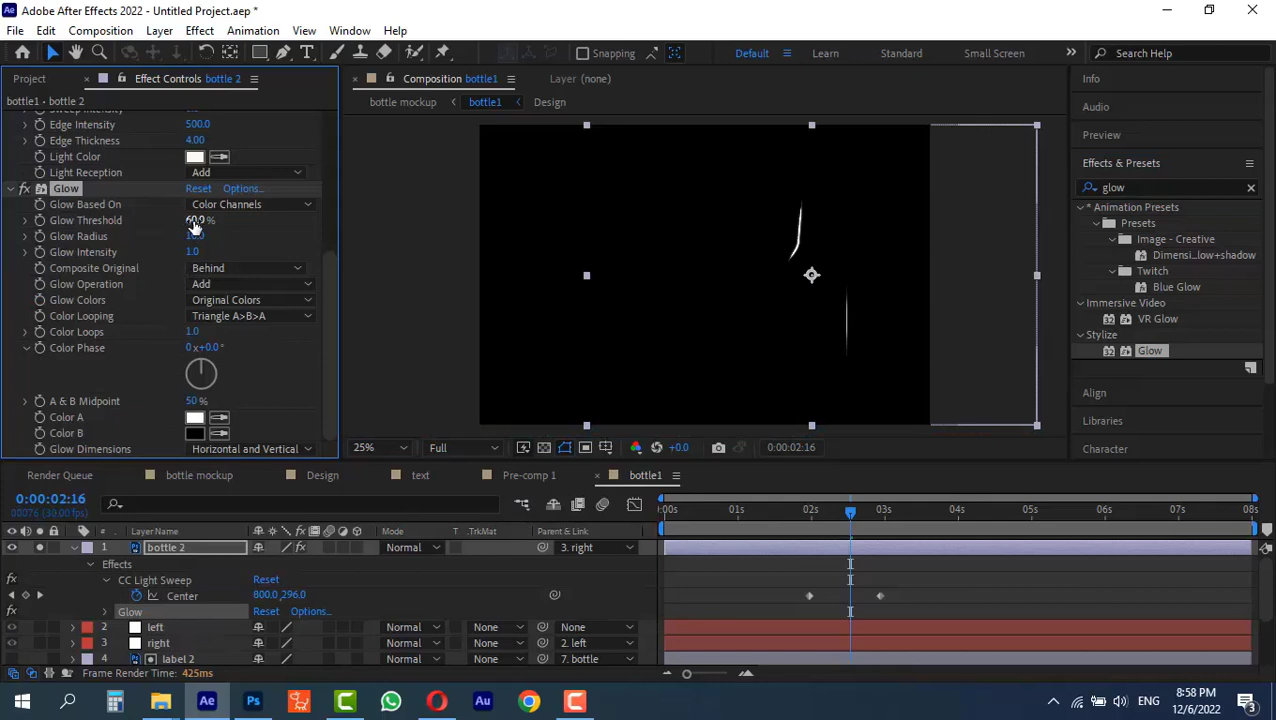 Adobe After Effects 2022 - Untitled Project.aep *
File Edit Composition Layer Effect Animation View Window Help
Snapping Default Learn Standard Small Screen Search Help
Project Effect Controls bottle 2 Composition bottle1 Layer (none) Info
bottle1 • bottle 2 bottle mockup bottle1 Design
Audio
Edge Intensity 500.0
Edge Thickness 4.00
Light Color
Light Reception Add
Glow Reset Options...
Glow Based On Color Channels
Glow Threshold %
Glow Radius
Glow Intensity 1.0
Composite Original Behind
Glow Operation Add
Glow Colors Original Colors
Color Looping Triangle A>B>A
Color Loops 1.0
Color Phase 0 x+0.0 °
A & B Midpoint 50 %
Color A
Color B
Glow Dimensions Horizontal and Vertical
25% Full +0.0 0:00:02:16
Preview
Effects & Presets
glow
* Animation Presets
Presets
Image - Creative
Dimensi...low+shadow
Twitch
Blue Glow
Immersive Video
32 VR Glow
Stylize
32 Glow
Align
Libraries
Character
Render Queue bottle mockup Design text Pre-comp 1 bottle1
0:00:02:16
00076 (30.00 fps)
:00s 01s 02s 03s 04s 05s 06s 07s 08s
# Layer Name Mode T TrkMat Parent & Link
1 bottle 2 Normal 3. right
Effects
CC Light Sweep Reset
Center 800.0,296.0
Glow Reset Options...
2 left Normal None None
3 right Normal None 2. left
4 label 2 Normal None 7. bottle
Frame Render Time: 425ms
Ae Ps Au ENG 8:58 PM
12/6/2022 3